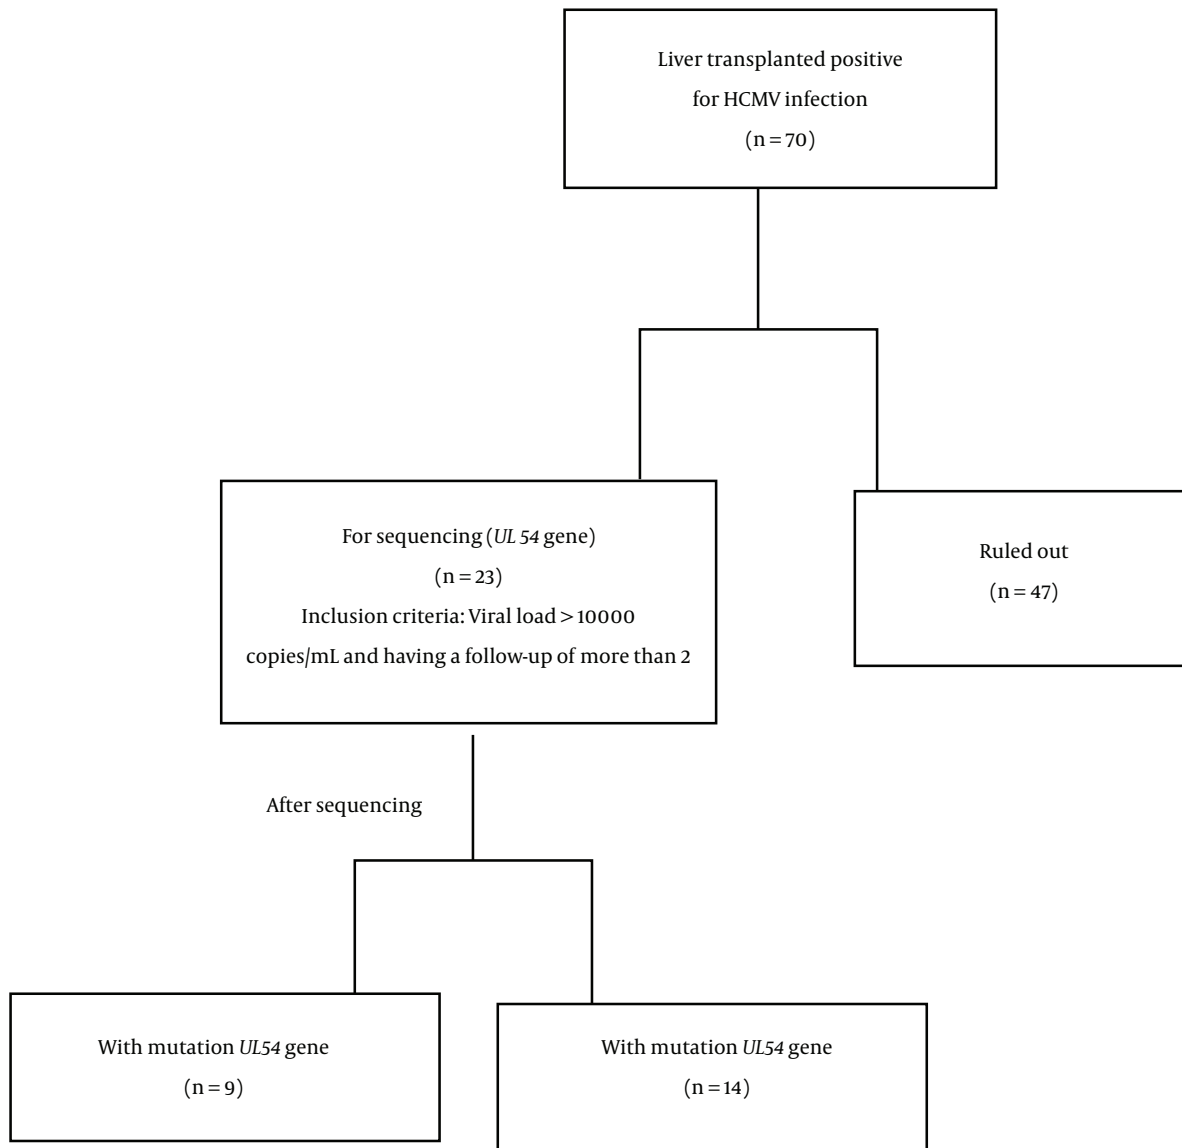 Liver transplanted positive
for HCMV infection
(n = 70)
For sequencing (UL 54 gene)
(n = 23)
Inclusion criteria: Viral load > 10000
copies/mL and having a follow-up of more than 2
Ruled out
(n = 47)
After sequencing
With mutation UL54 gene
(n = 9)
With mutation UL54 gene
(n = 14)